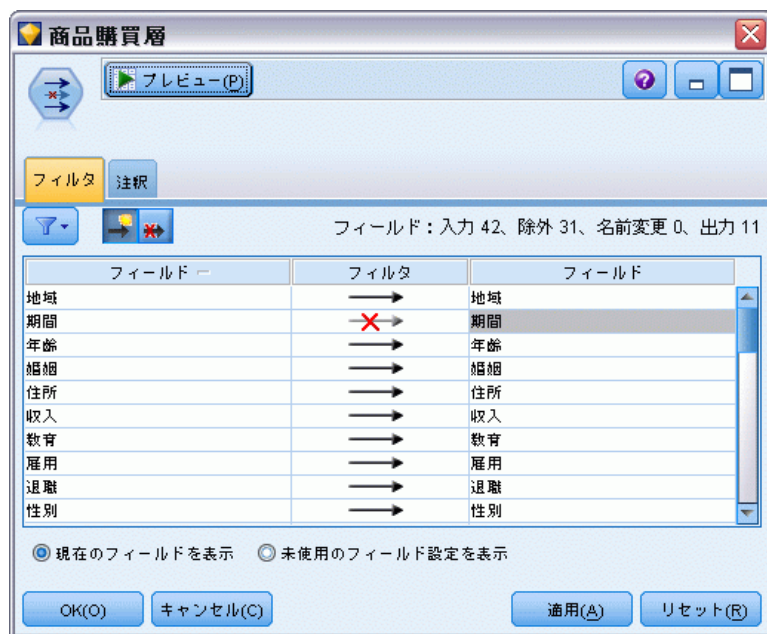 商品購買層
プレビュー(P)
フィルタ 注釈
フィールド：入力 42、除外 31、名前変更 0、出力 11
フィールド フィルタ フィールド
地域 地域
期間 期間
年齢 年齢
婚姻 婚姻
住所 住所
収入 収入
教育 教育
雇用 雇用
退職 退職
性別 性別
現在のフィールドを表示 未使用のフィールド設定を表示
OK(O) キャンセル(C) 適用(A) リセット(R)